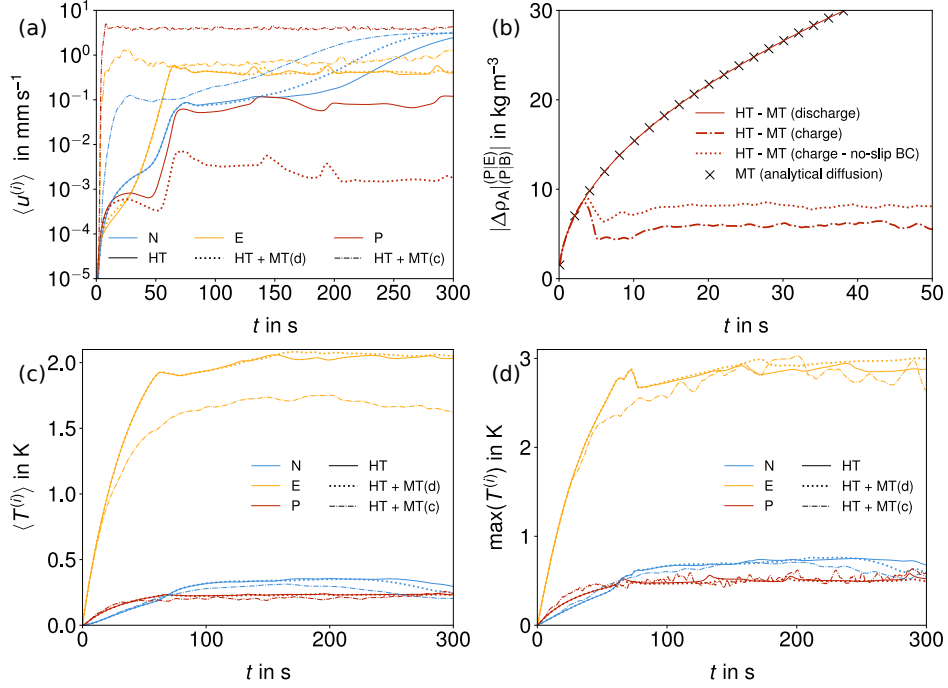 (a)
⟨u⁽ⁱ⁾⟩ in mm s⁻¹
10¹
10⁰
10⁻¹
10⁻²
10⁻³
10⁻⁴
10⁻⁵
N E P
HT HT + MT(d) HT + MT(c)
0 50 100 150 200 250 300
t in s
(b)
|Δρ_A|⟨P|E⟩⟨P|B⟩| in kg m⁻³
30
20
10
0
HT - MT (discharge)
HT - MT (charge)
HT - MT (charge - no-slip BC)
MT (analytical diffusion)
0 10 20 30 40 50
t in s
(c)
⟨T⁽ⁱ⁾⟩ in K
2.0
1.5
1.0
0.5
0.0
N HT
E HT + MT(d)
P HT + MT(c)
0 100 200 300
t in s
(d)
max(T⁽ⁱ⁾) in K
3
2
1
0
N HT
E HT + MT(d)
P HT + MT(c)
0 100 200 300
t in s